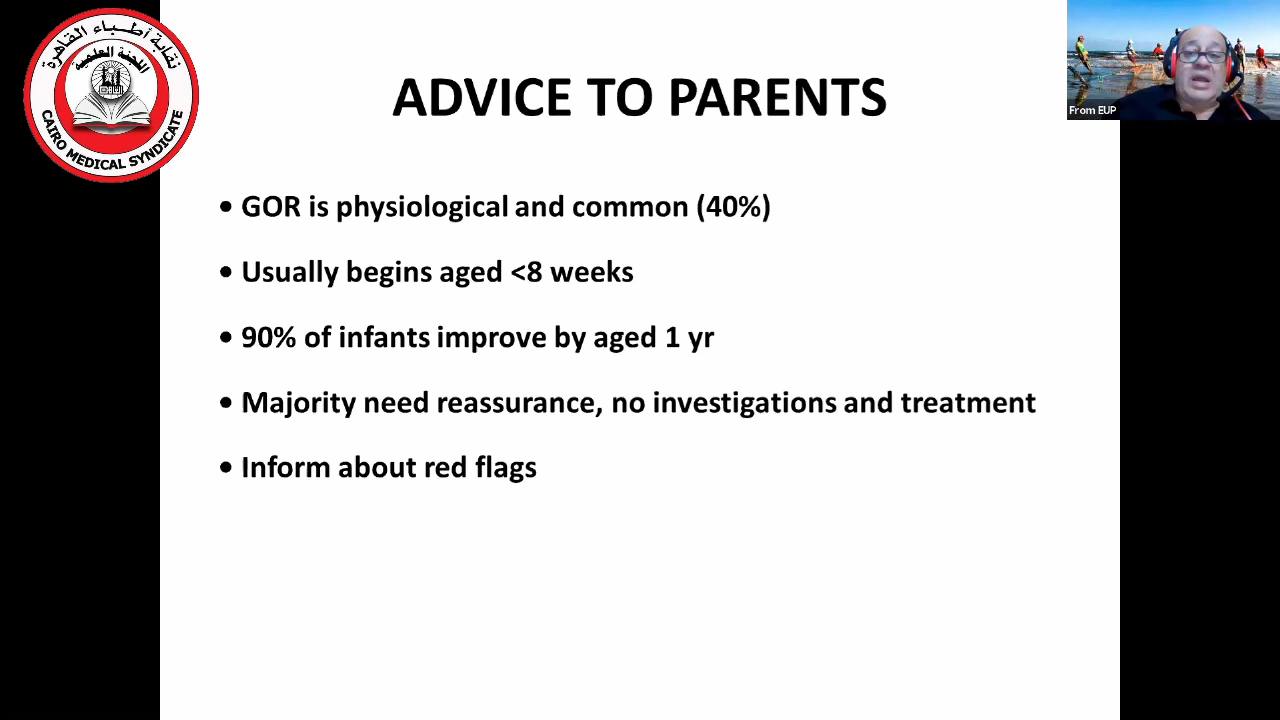 نقابة أطباء القاهرة
اللجنة العلمية
CAIRO MEDICAL SYNDICATE
From EUP
ADVICE TO PARENTS
• GOR is physiological and common (40%)
• Usually begins aged <8 weeks
• 90% of infants improve by aged 1 yr
• Majority need reassurance, no investigations and treatment
• Inform about red flags